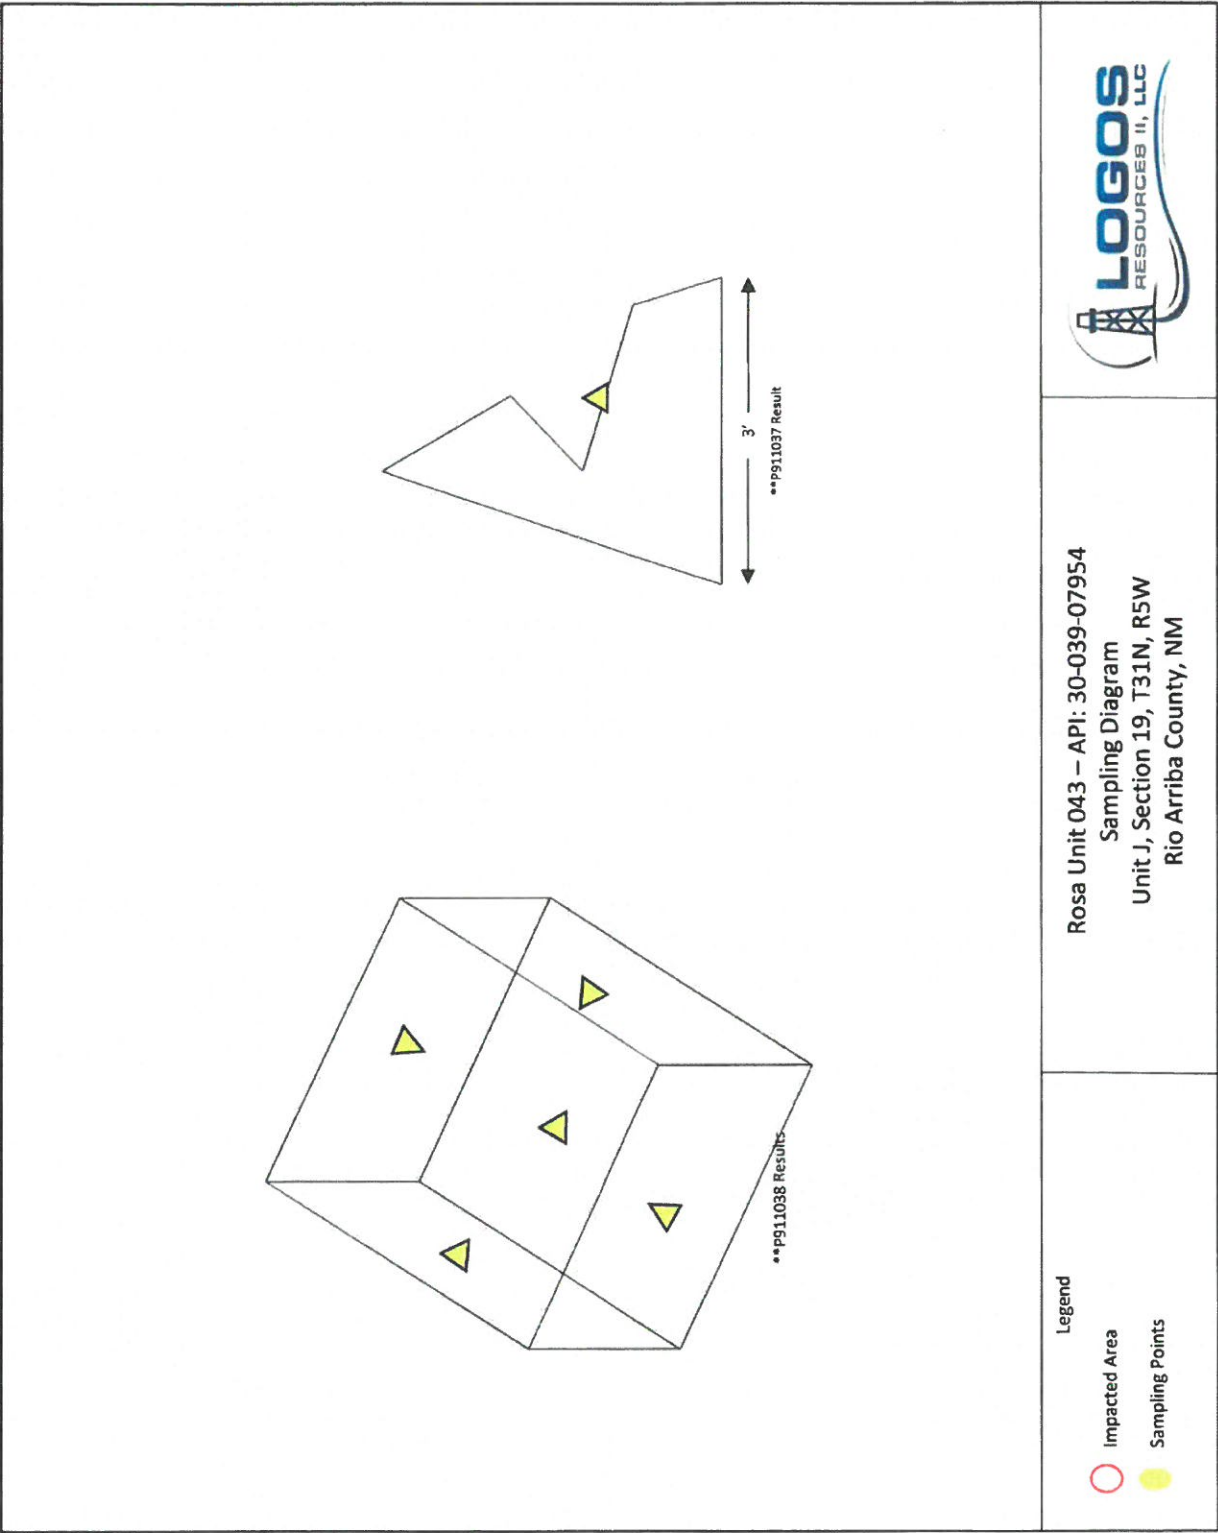 **P911038 Results
3'
**P911037 Result
Legend
Impacted Area
Sampling Points
Rosa Unit 043 – API: 30-039-07954
Sampling Diagram
Unit J, Section 19, T31N, R5W
Rio Arriba County, NM
LOGOS
RESOURCES II, LLC